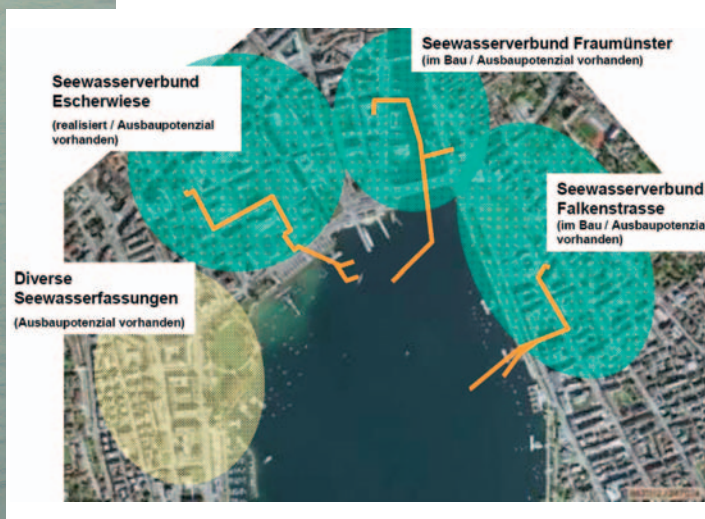 Seewasserverbund Fraumünster
(im Bau / Ausbaupotenzial vorhanden)
Seewasserverbund
Escherwiese
(realisiert / Ausbaupotenzial
vorhanden)
Seewasserverbund
Falkenstrasse
(im Bau / Ausbaupotenzial
vorhanden)
Diverse
Seewasserfassungen
(Ausbaupotenzial vorhanden)